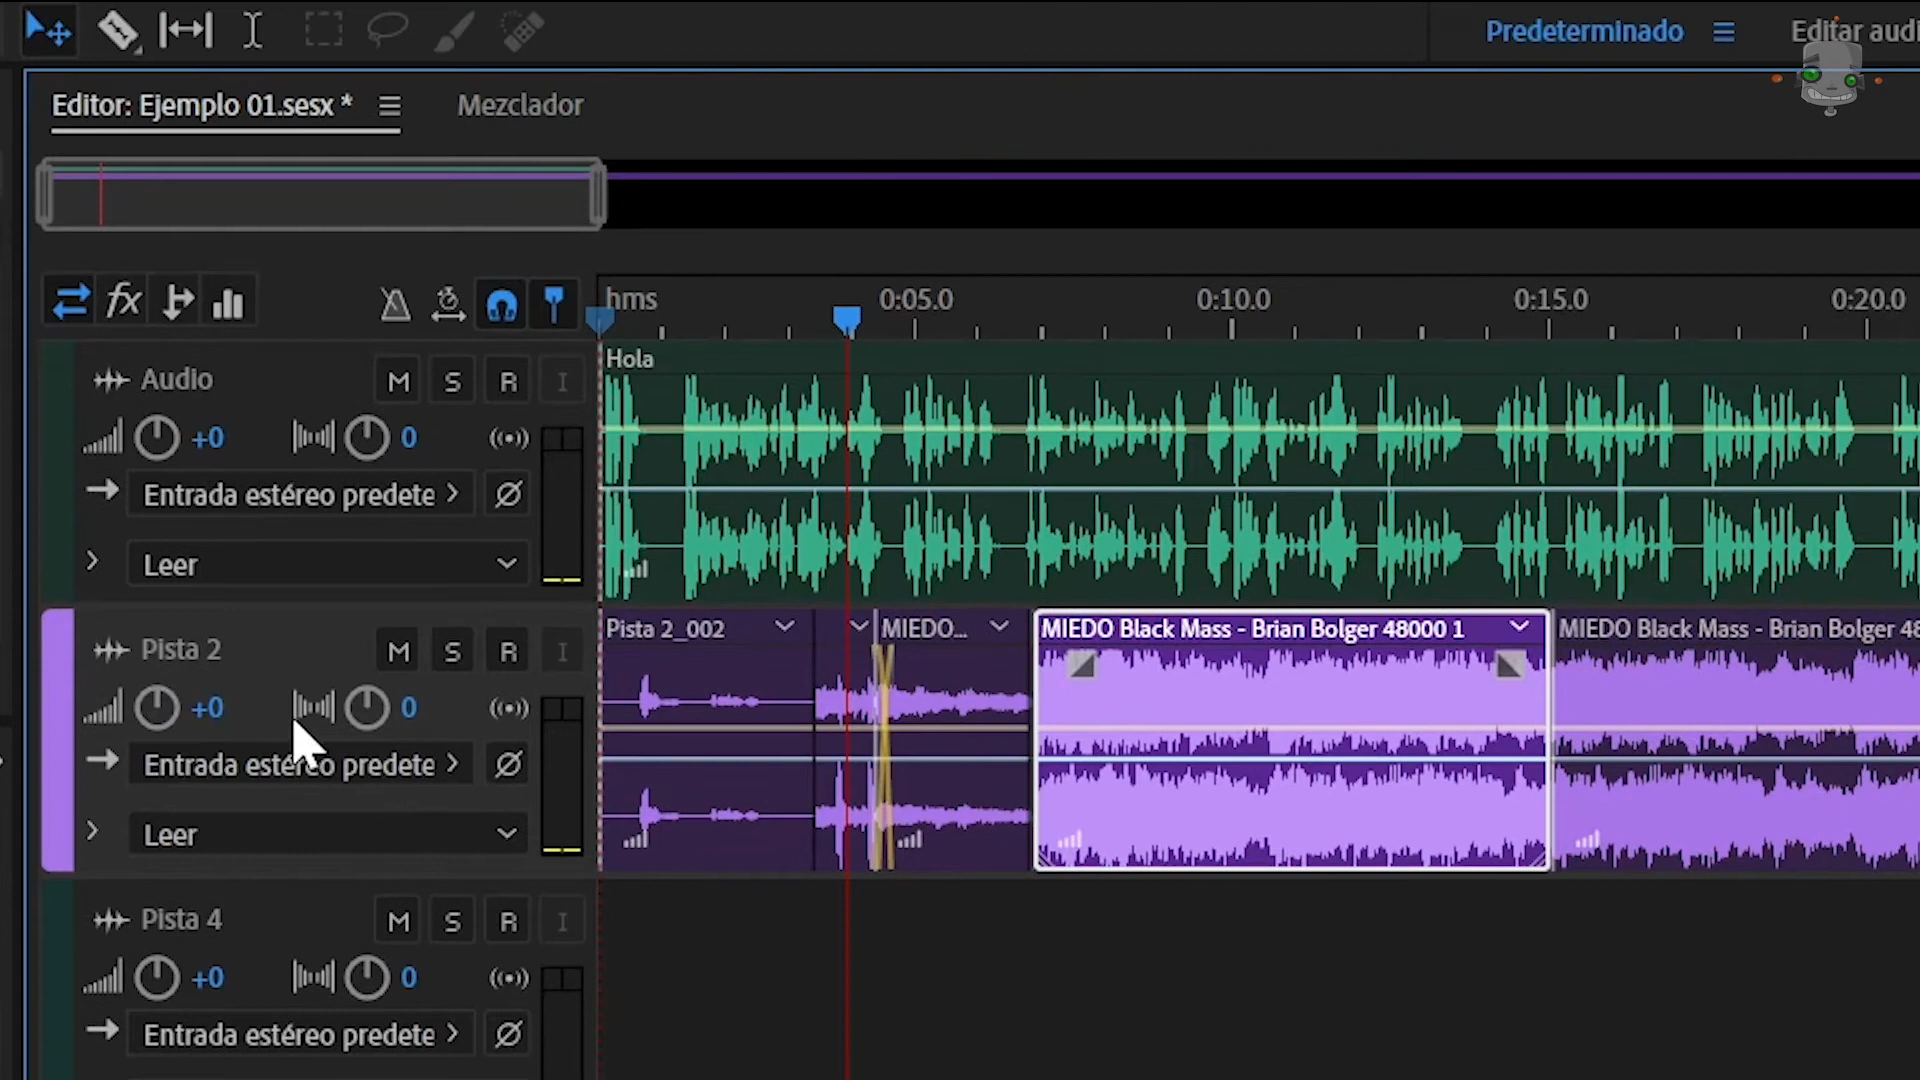 Predeterminado
Editar audi
Editor: Ejemplo 01.sesx *
Mezclador
fx
hms 0:05.0 0:10.0 0:15.0 0:20.0
Hola
Audio M S R I
+0 0
Entrada estéreo predete
Leer
Pista 2_002
MIEDO...
MIEDO Black Mass - Brian Bolger 48000 1
MIEDO Black Mass - Brian Bolger 48
Pista 2 M S R I
+0 0
Entrada estéreo predete
Leer
Pista 4 M S R I
+0 0
Entrada estéreo predete